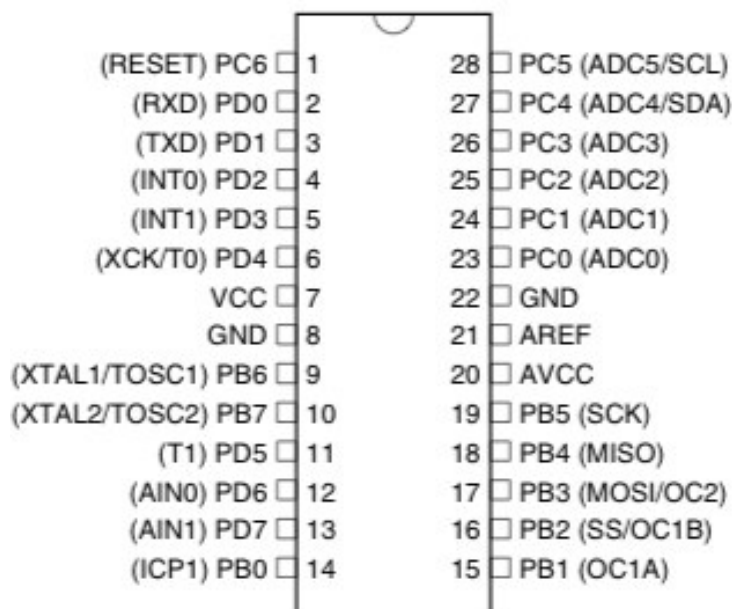 (RESET) PC6 1 28 PC5 (ADC5/SCL)
(RXD) PD0 2 27 PC4 (ADC4/SDA)
(TXD) PD1 3 26 PC3 (ADC3)
(INT0) PD2 4 25 PC2 (ADC2)
(INT1) PD3 5 24 PC1 (ADC1)
(XCK/T0) PD4 6 23 PC0 (ADC0)
VCC 7 22 GND
GND 8 21 AREF
(XTAL1/TOSC1) PB6 9 20 AVCC
(XTAL2/TOSC2) PB7 10 19 PB5 (SCK)
(T1) PD5 11 18 PB4 (MISO)
(AIN0) PD6 12 17 PB3 (MOSI/OC2)
(AIN1) PD7 13 16 PB2 (SS/OC1B)
(ICP1) PB0 14 15 PB1 (OC1A)